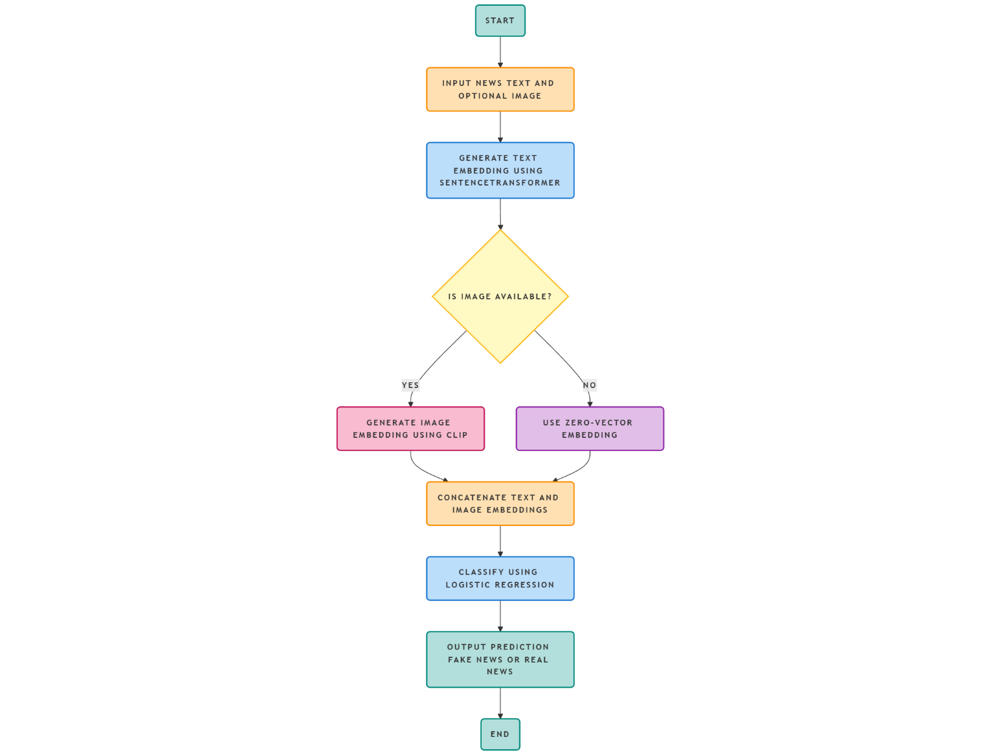 START
INPUT NEWS TEXT AND
OPTIONAL IMAGE
GENERATE TEXT
EMBEDDING USING
SENTENCETRANSFORMER
IS IMAGE AVAILABLE?
YES
NO
GENERATE IMAGE
EMBEDDING USING CLIP
USE ZERO-VECTOR
EMBEDDING
CONCATENATE TEXT AND
IMAGE EMBEDDINGS
CLASSIFY USING
LOGISTIC REGRESSION
OUTPUT PREDICTION
FAKE NEWS OR REAL
NEWS
END